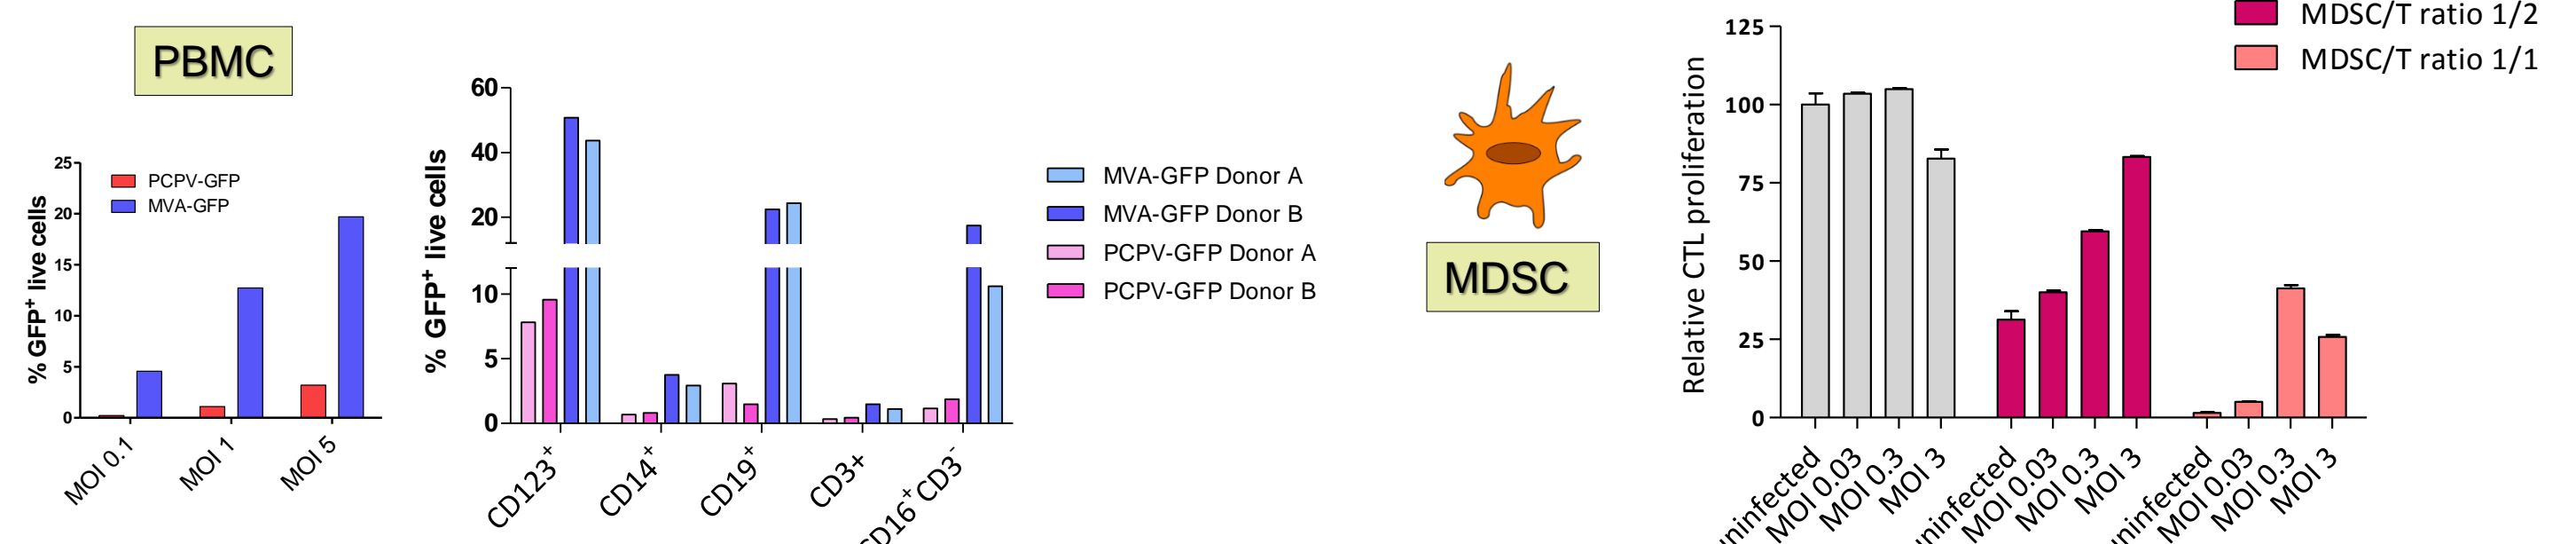 PBMC
% GFP+ live cells
25
20
15
10
5
0
PCPV-GFP
MVA-GFP
MOI 0.1
MOI 1
MOI 5
% GFP+ live cells
60
40
20
10
5
0
CD123+
CD14+
CD19+
CD3+
CD16+CD3-
MVA-GFP Donor A
MVA-GFP Donor B
PCPV-GFP Donor A
PCPV-GFP Donor B
MDSC
MDSC/T ratio 1/2
MDSC/T ratio 1/1
Relative CTL proliferation
125
100
75
50
25
0
uninfected
MOI 0.03
MOI 0.3
MOI 3
uninfected
MOI 0.03
MOI 0.3
MOI 3
uninfected
MOI 0.03
MOI 0.3
MOI 3